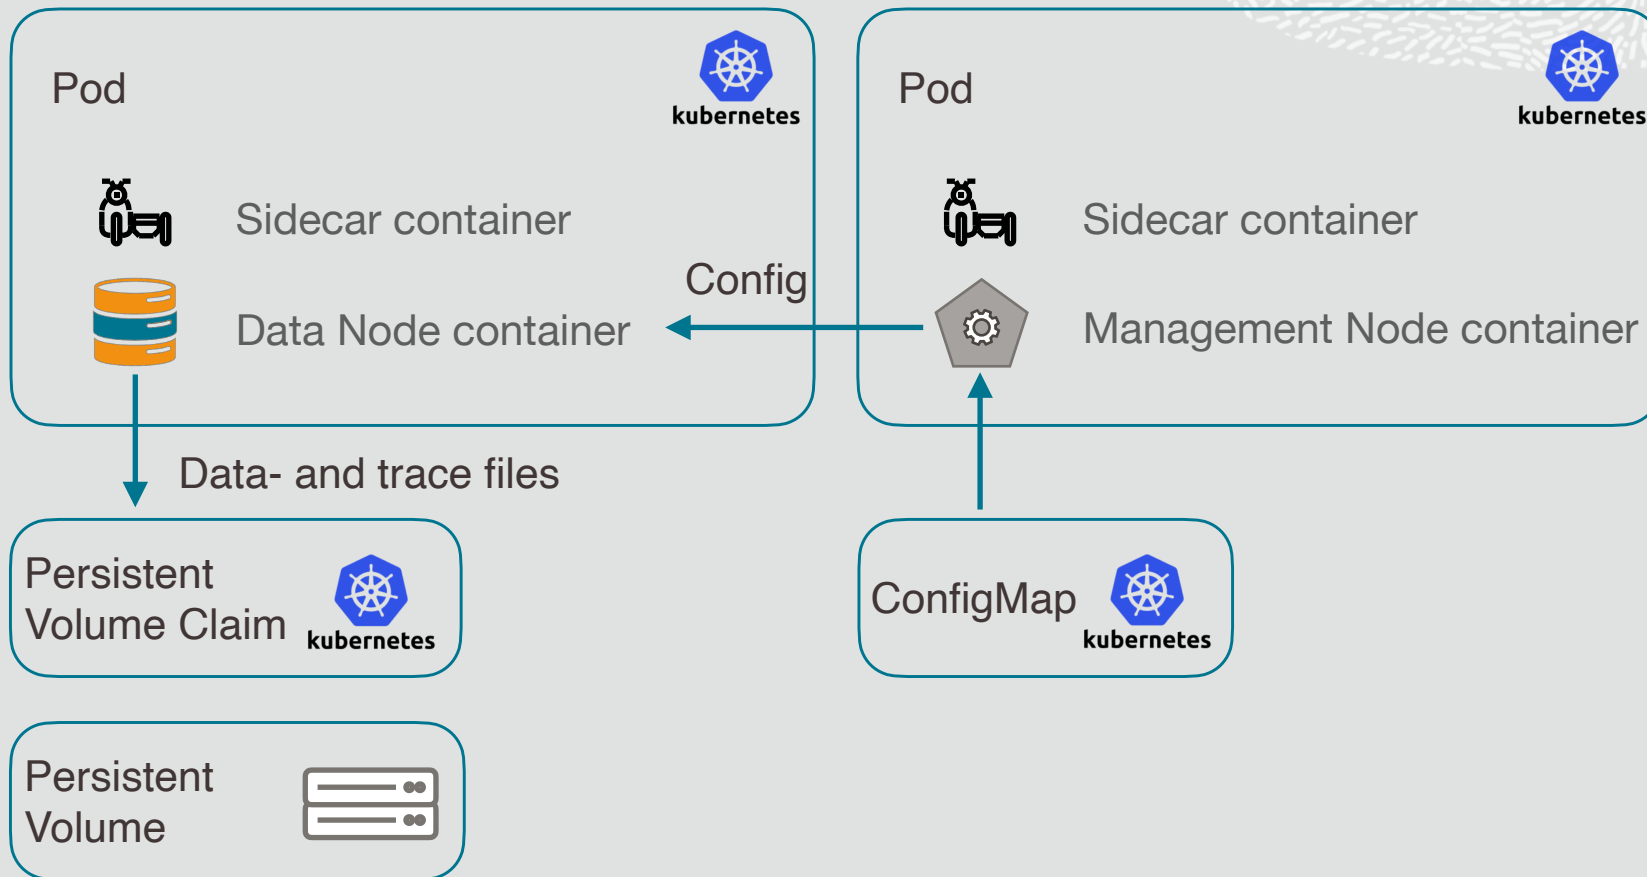 Pod
kubernetes
Sidecar container
Data Node container
Config
Pod
kubernetes
Sidecar container
Management Node container
Data- and trace files
Persistent
Volume Claim
kubernetes
ConfigMap
kubernetes
Persistent
Volume